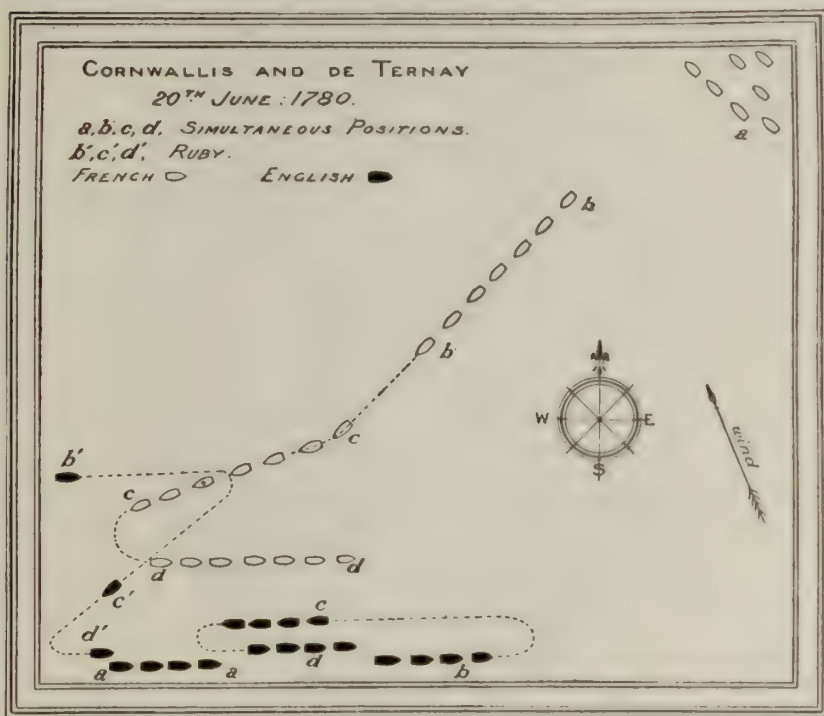 CORNWALLIS AND DE TERNAY
20TH JUNE: 1780.
a, b, c, d, SIMULTANEOUS POSITIONS.
b', c', d', RUBY.
FRENCH ENGLISH
a
b
b
c
W E
S
wind
b'
c
d d
c'
c
d'
a a d b